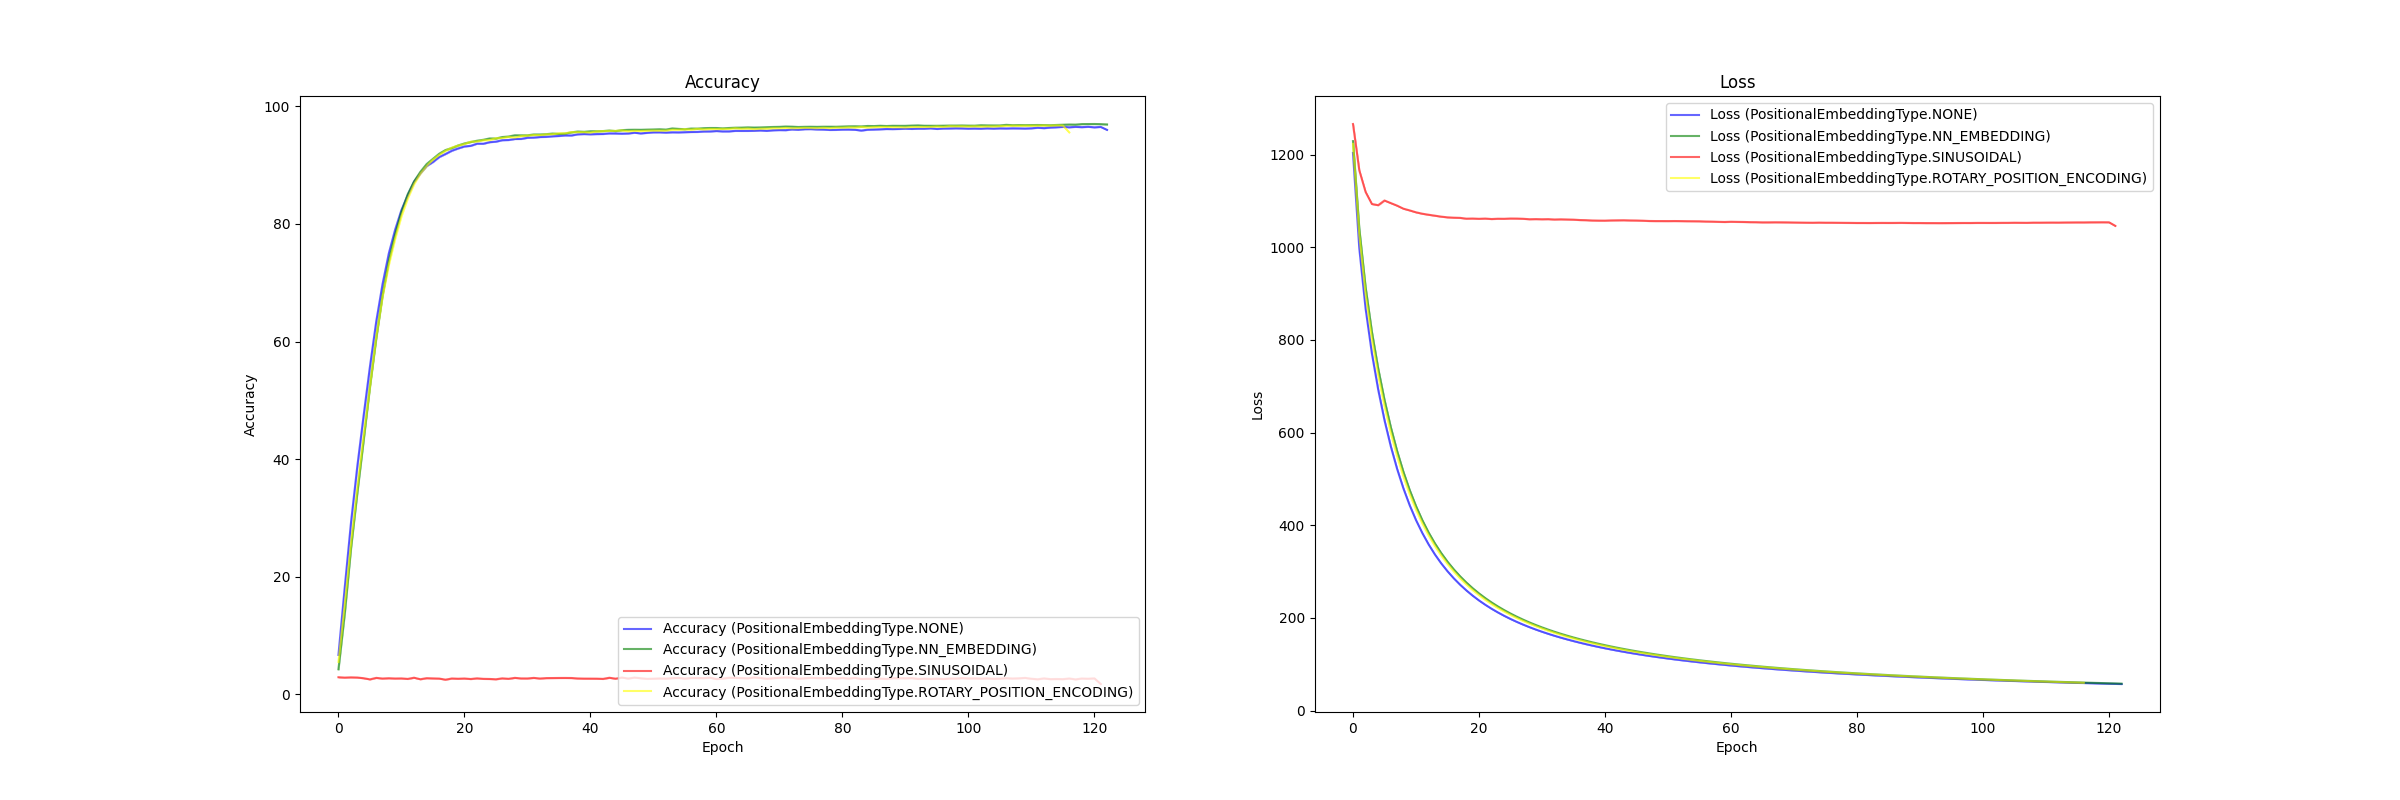 Accuracy
100
80
60
40
20
0
Accuracy
Accuracy (PositionalEmbeddingType.NONE)
Accuracy (PositionalEmbeddingType.NN_EMBEDDING)
Accuracy (PositionalEmbeddingType.SINUSOIDAL)
Accuracy (PositionalEmbeddingType.ROTARY_POSITION_ENCODING)
0 20 40 60 80 100 120
Epoch
Loss
1200
1000
800
600
400
200
0
Loss
Loss (PositionalEmbeddingType.NONE)
Loss (PositionalEmbeddingType.NN_EMBEDDING)
Loss (PositionalEmbeddingType.SINUSOIDAL)
Loss (PositionalEmbeddingType.ROTARY_POSITION_ENCODING)
0 20 40 60 80 100 120
Epoch